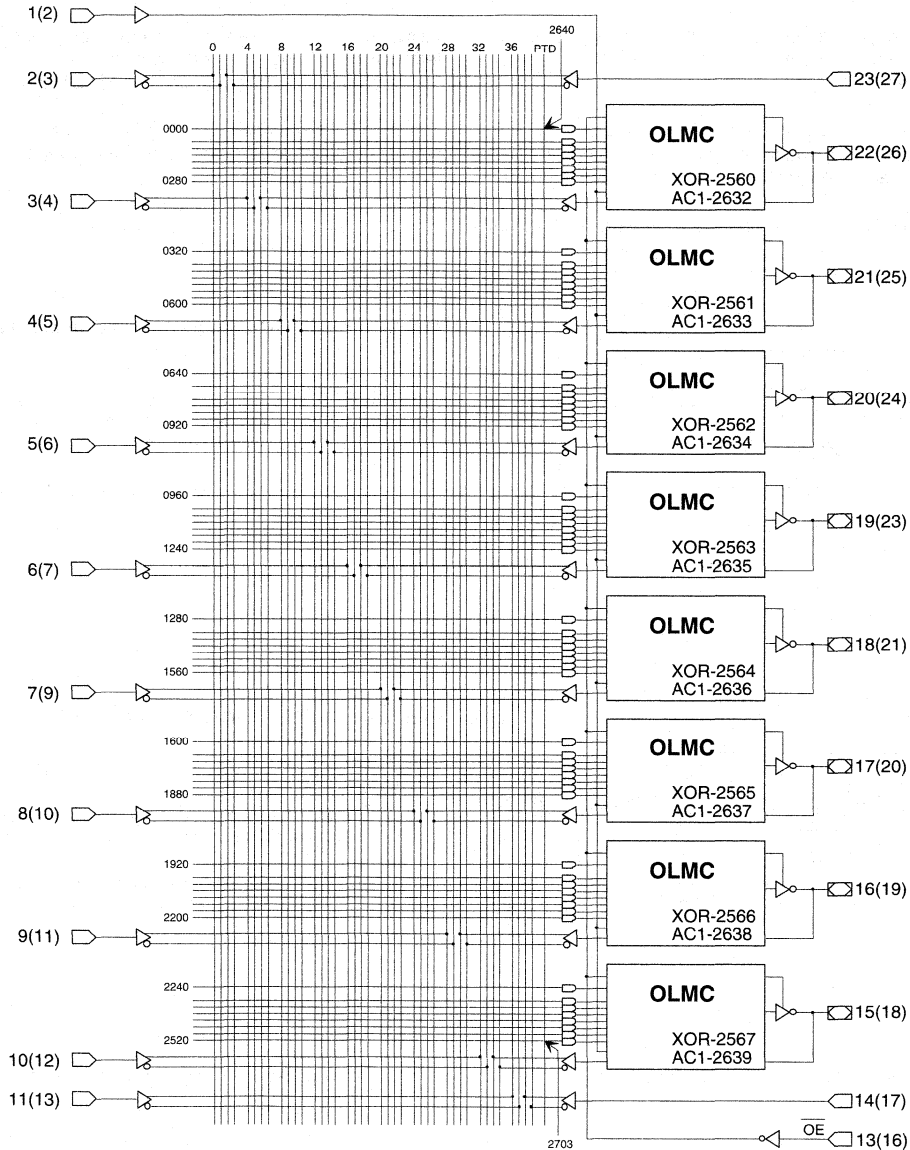 1(2)
2640
0 4 8 12 16 20 24 28 32 36 PTD
2(3)
23(27)
0000
OLMC
22(26)
XOR-2560
0280
AC1-2632
3(4)
0320
OLMC
21(25)
XOR-2561
0600
AC1-2633
4(5)
0640
OLMC
20(24)
XOR-2562
0920
AC1-2634
5(6)
0960
OLMC
19(23)
XOR-2563
1240
AC1-2635
6(7)
1280
OLMC
18(21)
XOR-2564
1560
AC1-2636
7(9)
1600
OLMC
17(20)
XOR-2565
1880
AC1-2637
8(10)
1920
OLMC
16(19)
XOR-2566
2200
AC1-2638
9(11)
2240
OLMC
15(18)
XOR-2567
2520
AC1-2639
10(12)
11(13)
14(17)
OE
13(16)
2703